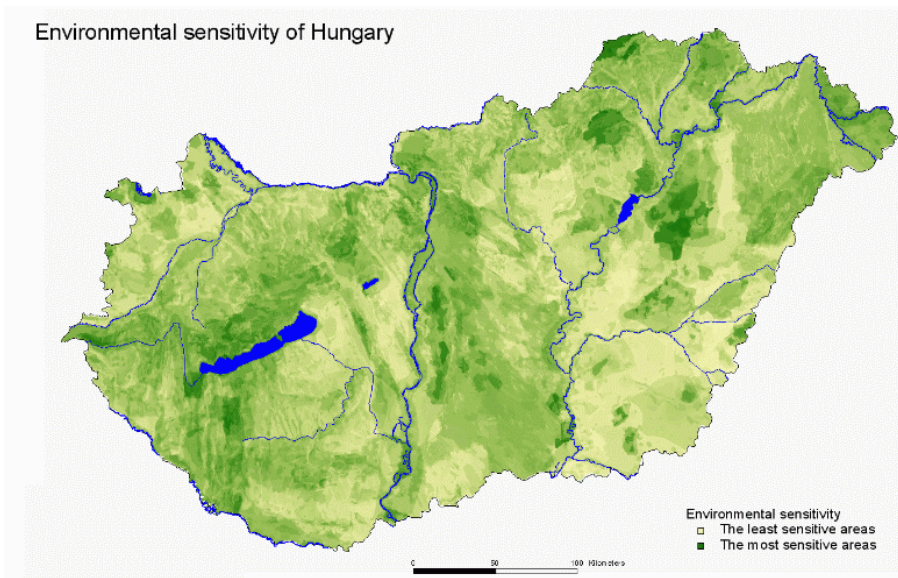 Environmental sensitivity of Hungary
Environmental sensitivity
The least sensitive areas
The most sensitive areas
0 50 100 Kilometers